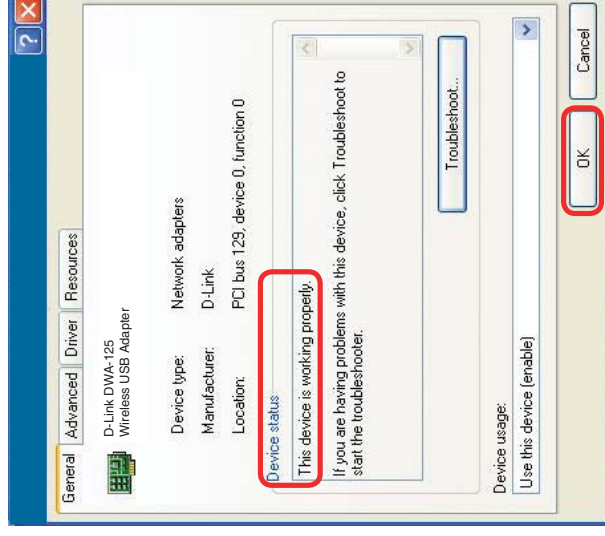 General Advanced Driver Resources
D-Link DWA-125
Wireless USB Adapter
Device type: Network adapters
Manufacturer: D-Link
Location: PCI bus 129, device 0, function 0
Device status
This device is working properly.
If you are having problems with this device, click Troubleshoot to
start the troubleshooter.
Troubleshoot...
Device usage:
Use this device (enable)
OK Cancel